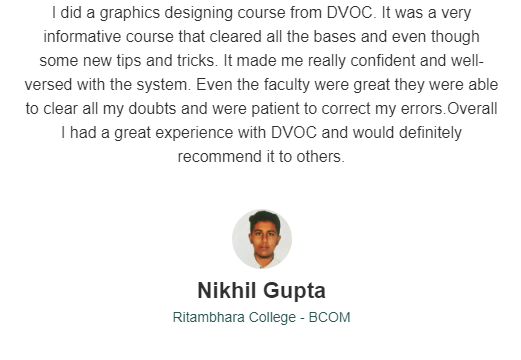 I did a graphics designing course from DVOC. It was a very
informative course that cleared all the bases and even though
some new tips and tricks. It made me really confident and well-
versed with the system. Even the faculty were great they were able
to clear all my doubts and were patient to correct my errors.Overall
I had a great experience with DVOC and would definitely
recommend it to others.
Nikhil Gupta
Ritambhara College - BCOM